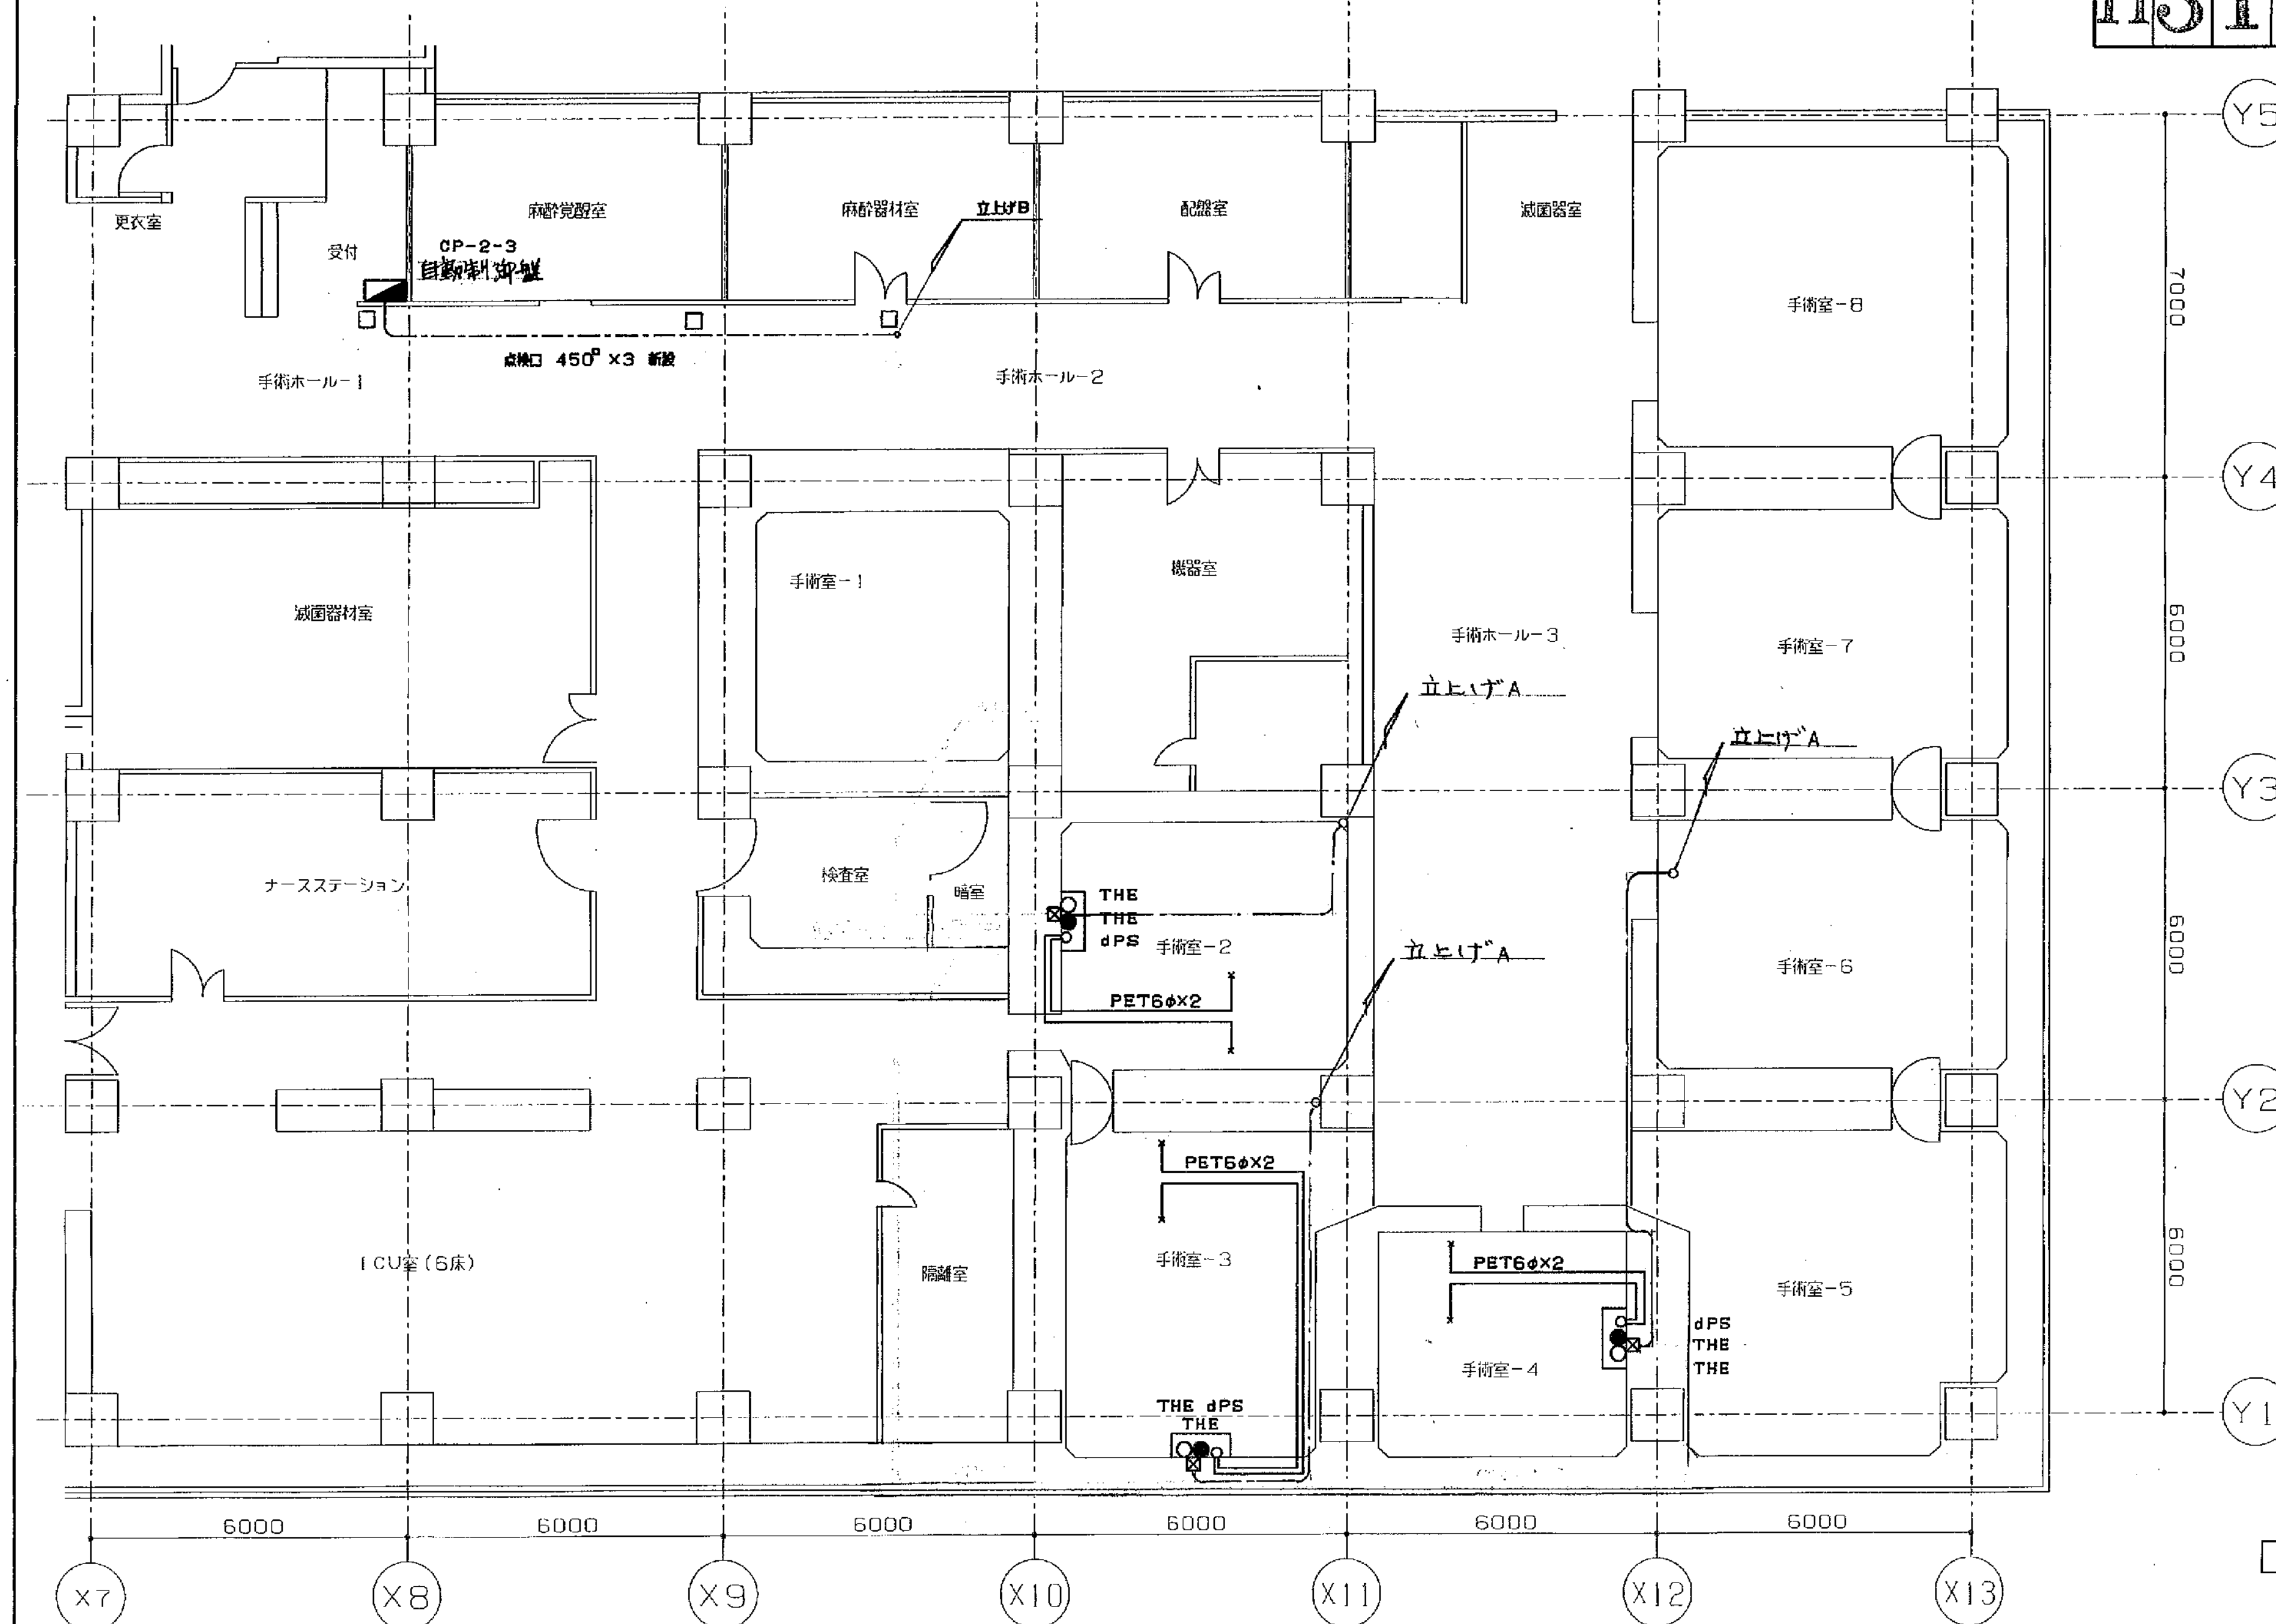 Y5
更衣室
受付
麻酔覚醒室
麻酔器材室
立上げB
配盤室
滅菌器室
CP-2-3
自動制御盤
手術室-8
7000
点検口 450□ ×3 新設
手術ホール-1
手術ホール-2
Y4
手術室-1
機器室
滅菌器材室
手術ホール-3
手術室-7
6000
立上げA
立上げA
Y3
ナースステーション
検査室
暗室
THE
THE
dPS
手術室-2
立上げA
手術室-6
6000
PET6φX2
Y2
PET6φX2
ICU室(6床)
隔離室
手術室-3
PET6φX2
手術室-5
6000
dPS
THE
THE
手術室-4
THE dPS
THE
Y1
6000 6000 6000 6000 6000 6000
X7 X8 X9 X10 X11 X12 X13